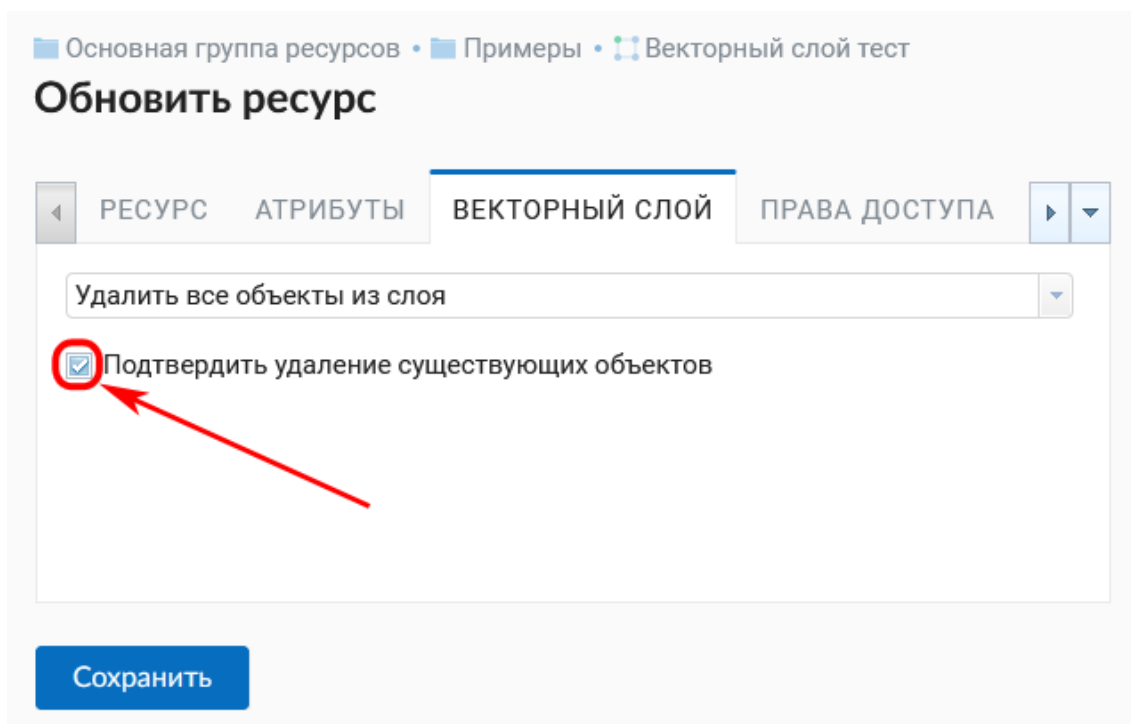 Основная группа ресурсов • Примеры • Векторный слой тест
Обновить ресурс
РЕСУРС АТРИБУТЫ ВЕКТОРНЫЙ СЛОЙ ПРАВА ДОСТУПА
Удалить все объекты из слоя
Подтвердить удаление существующих объектов
Сохранить